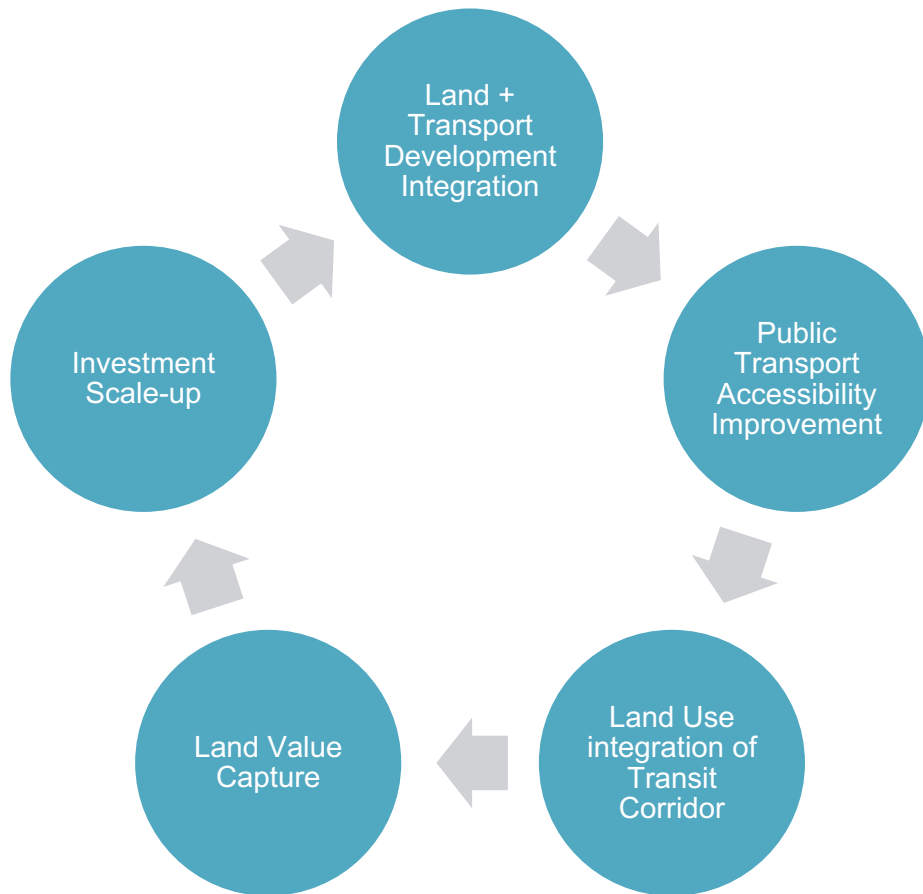 Land +
Transport
Development
Integration
Public
Transport
Accessibility
Improvement
Land Use
integration of
Transit
Corridor
Land Value
Capture
Investment
Scale-up